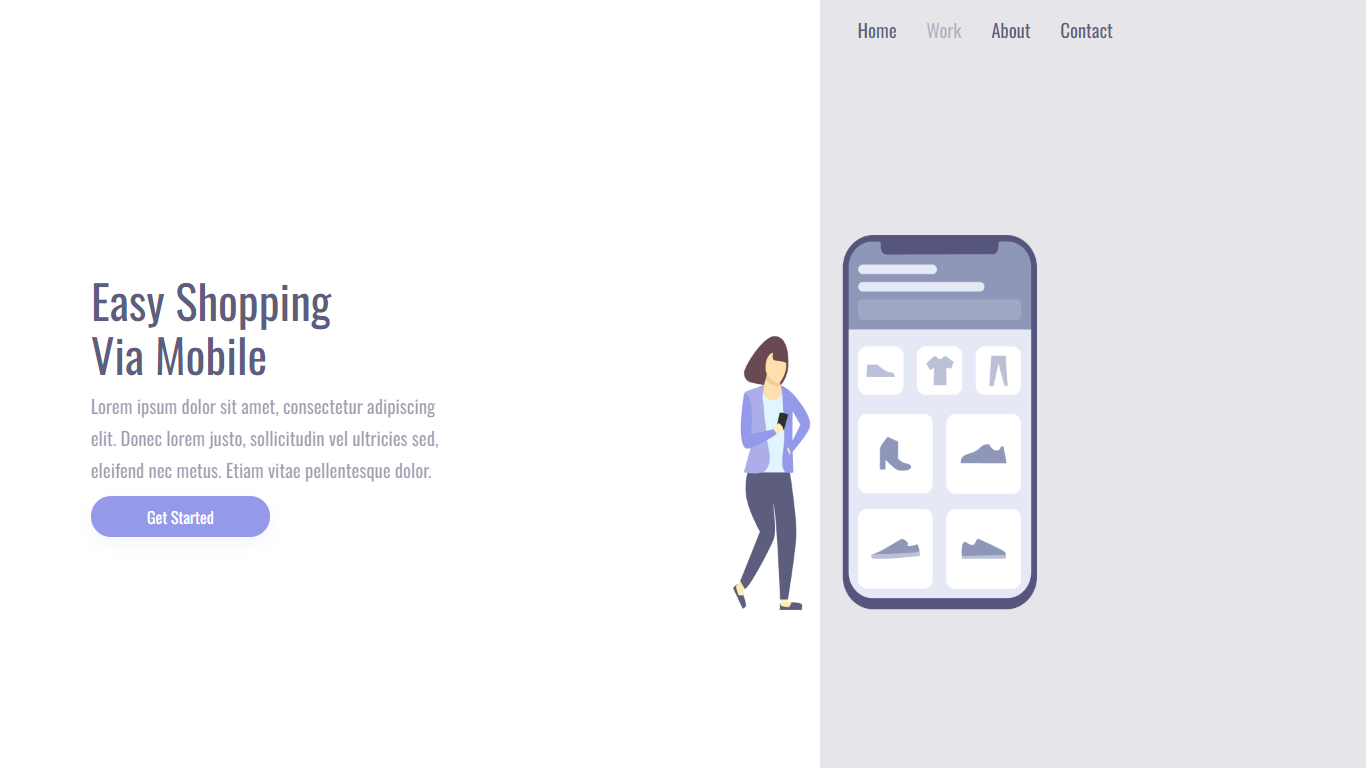 Home Work About Contact
Easy Shopping
Via Mobile
Lorem ipsum dolor sit amet, consectetur adipiscing
elit. Donec lorem justo, sollicitudin vel ultricies sed,
eleifend nec metus. Etiam vitae pellentesque dolor.
Get Started